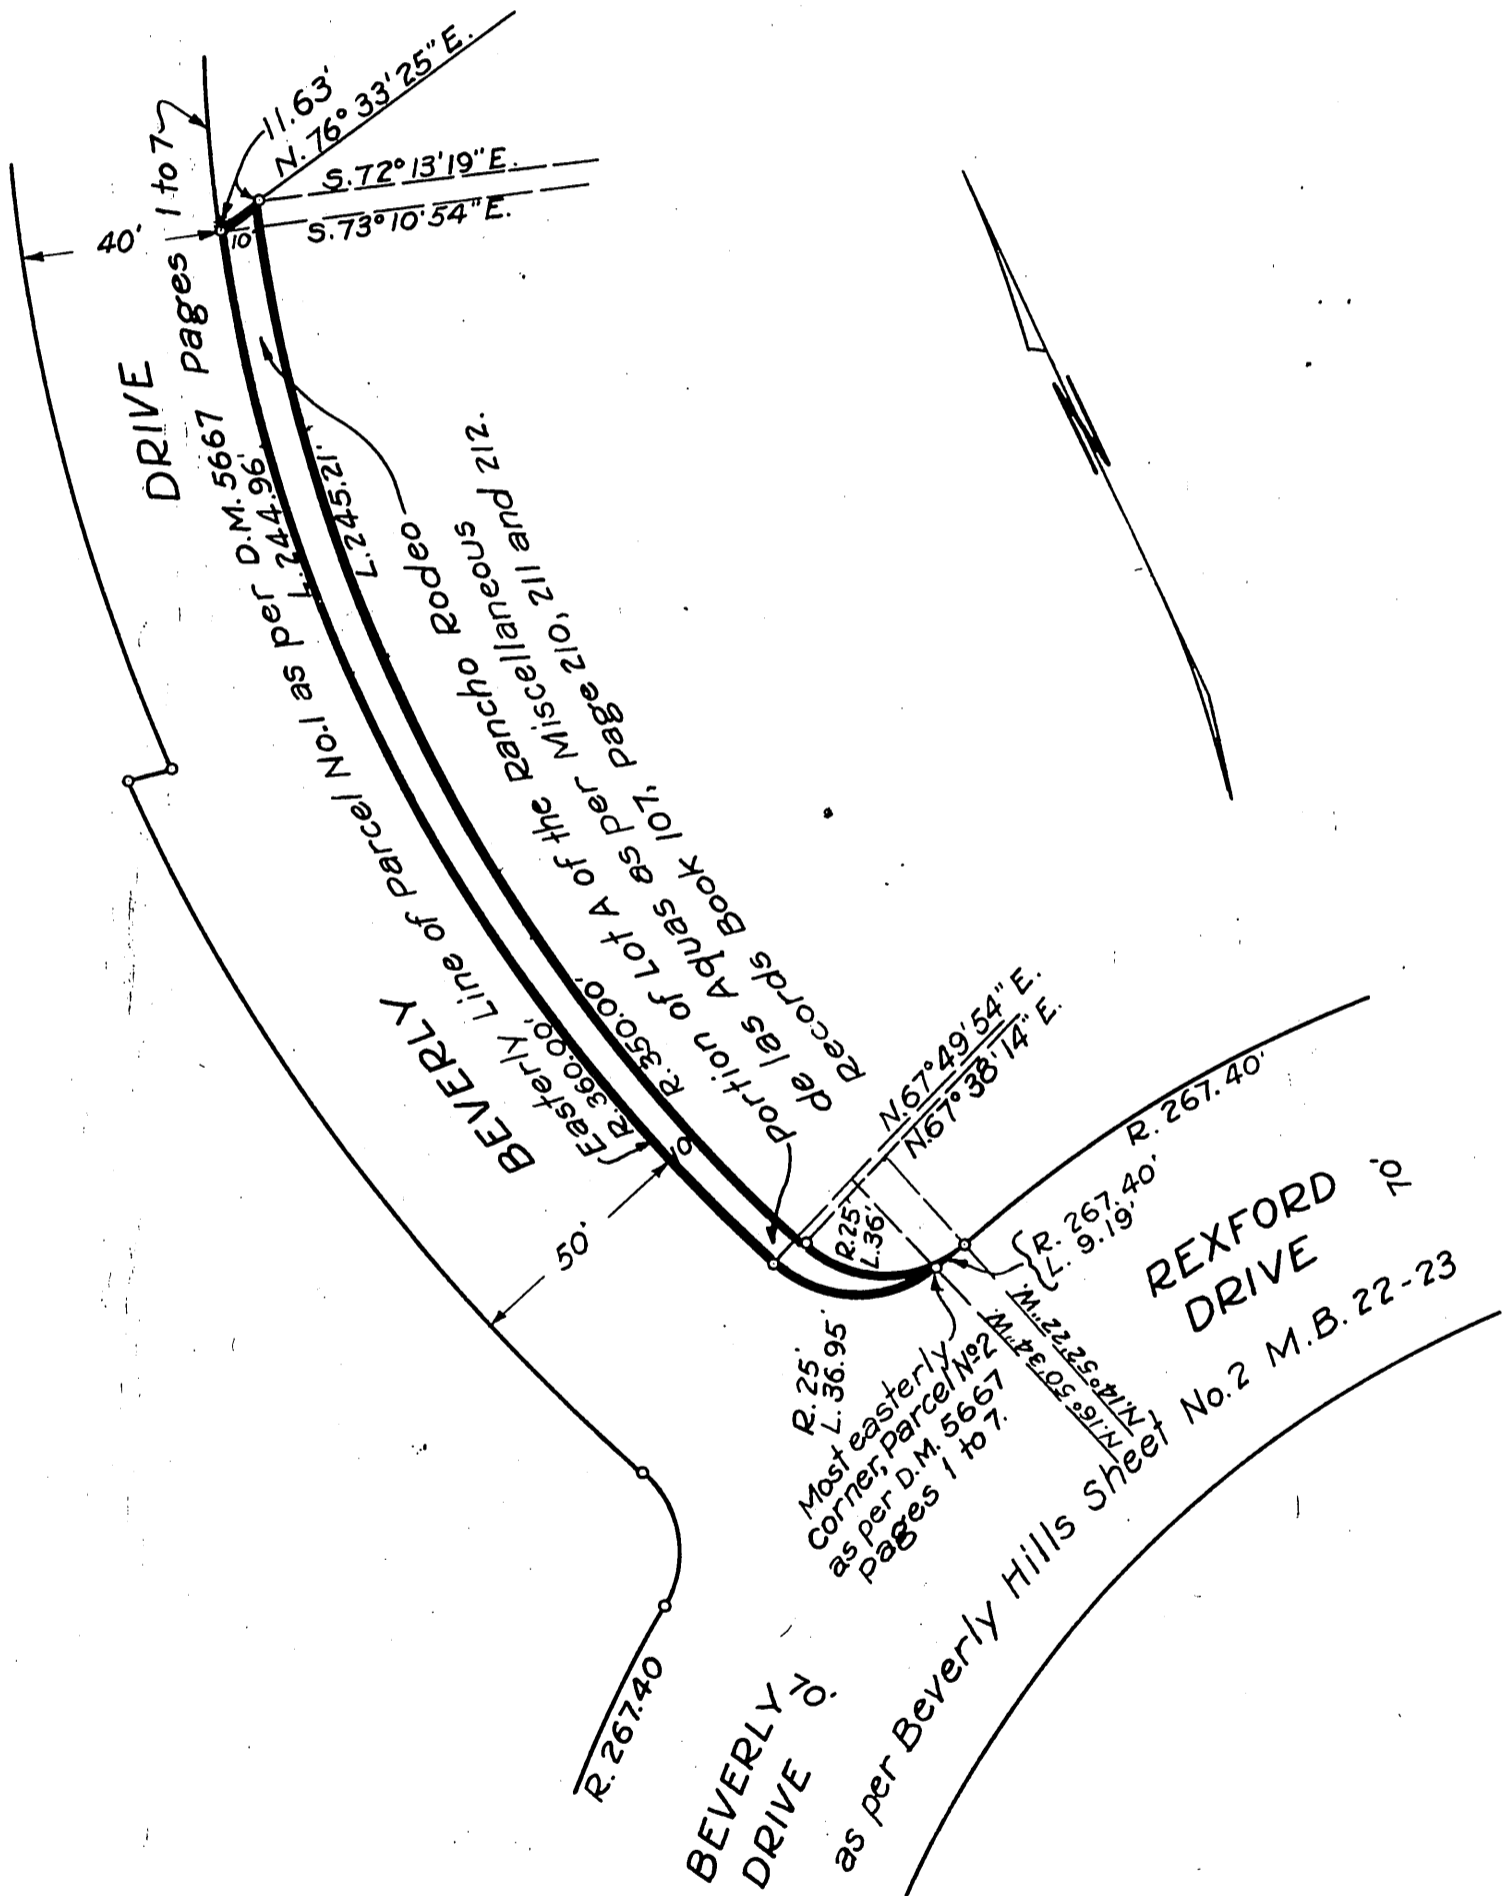 11.63'
N. 76° 33' 25" E.
S. 72° 13' 19" E.
S. 73° 10' 54" E.
40'
10'
BEVERLY DRIVE
(Easterly Line of Parcel No.1 as per D.M. 5667 Pages 1 to 7
L. 244.96'
L. 245.21'
R. 360.00'
R. 350.00'
10'
50'
Portion of Lot A of the Rancho Rodeo
de las Aquas as per Miscellaneous
Records Book 107, Page 210, 211 and 212.
N. 67° 49' 54" E.
N. 67° 38' 14" E.
R. 25'
L. 36'
R. 267.40'
R. 267.40'
L. 9.19'
REXFORD
DRIVE
70'
N. 14° 52' 22" W.
N. 16° 50' 34" W.
R. 25'
L. 36.95'
Most easterly
corner, Parcel Nº2
as per D.M. 5667
pages 1 to 7.
R. 267.40
BEVERLY
DRIVE
70'
as per Beverly Hills Sheet No. 2 M.B. 22-23